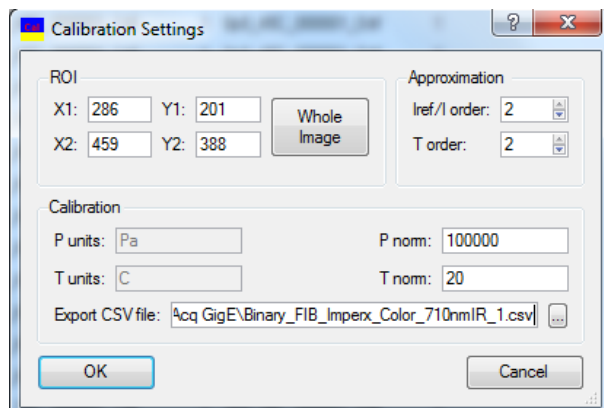 Cal Calibration Settings ?
ROI
X1: 286 Y1: 201
Whole Image
X2: 459 Y2: 388
Approximation
Iref/I order: 2
T order: 2
Calibration
P units: Pa P norm: 100000
T units: C T norm: 20
Export CSV file: Acq GigE\Binary_FIB_Imperx_Color_710nmIR_1.csv ...
OK Cancel